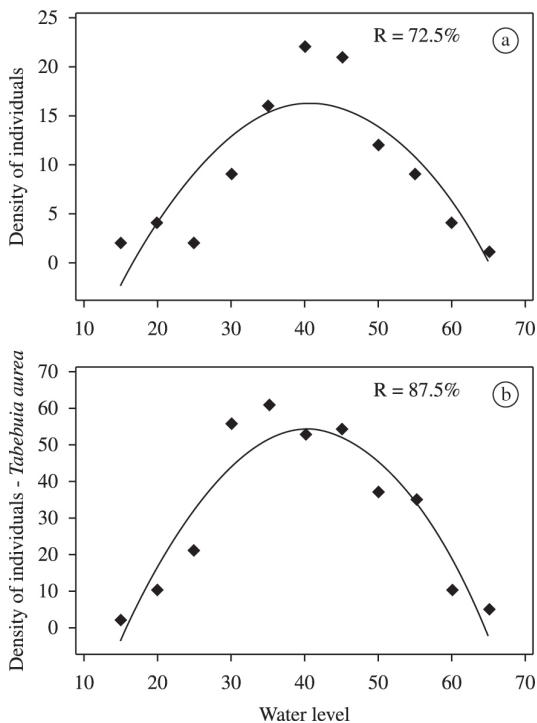 25
20
15
10
5
0
Density of individuals
R = 72.5%
a
10 20 30 40 50 60 70
70
60
50
40
30
20
10
0
Density of individuals - Tabebuia aurea
R = 87.5%
b
10 20 30 40 50 60 70
Water level